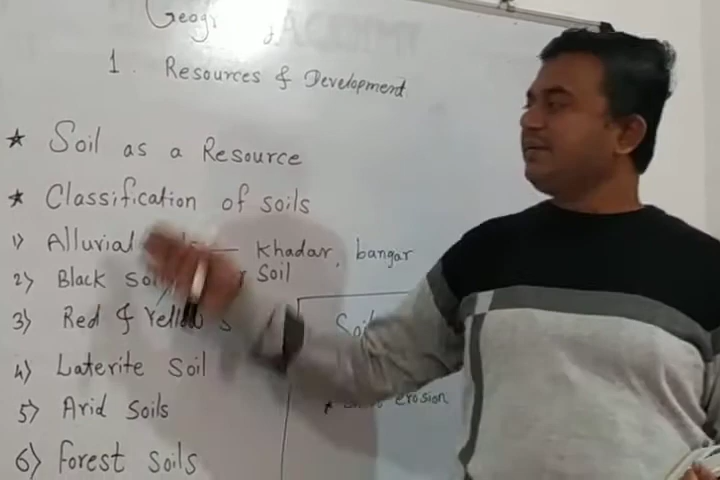 1. Resources & Development
★ Soil as a Resource
★ Classification of soils
1) Alluvial — Khadar, bangar
2) Black Soil
3) Red & Yellow
4) Laterite Soil
5) Arid Soils
6) Forest Soils
erosion